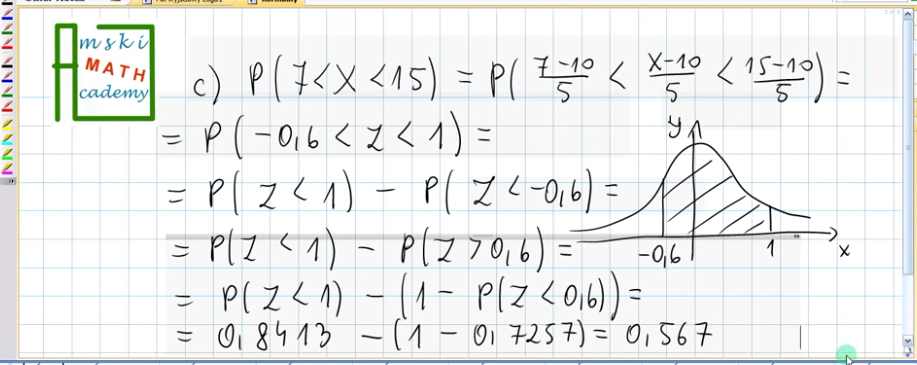 mski
MATH
cademy
c) P(7<X<15) = P(7-10/5 < X-10/5 < 15-10/5) =
= P(-0,6 < Z < 1) =
= P(Z < 1) - P(Z < -0,6) =
= P(Z < 1) - P(Z > 0,6) =
= P(Z < 1) - (1 - P(Z < 0,6)) =
= 0,8413 - (1 - 0,7257) = 0,567
y
-0,6
1
x